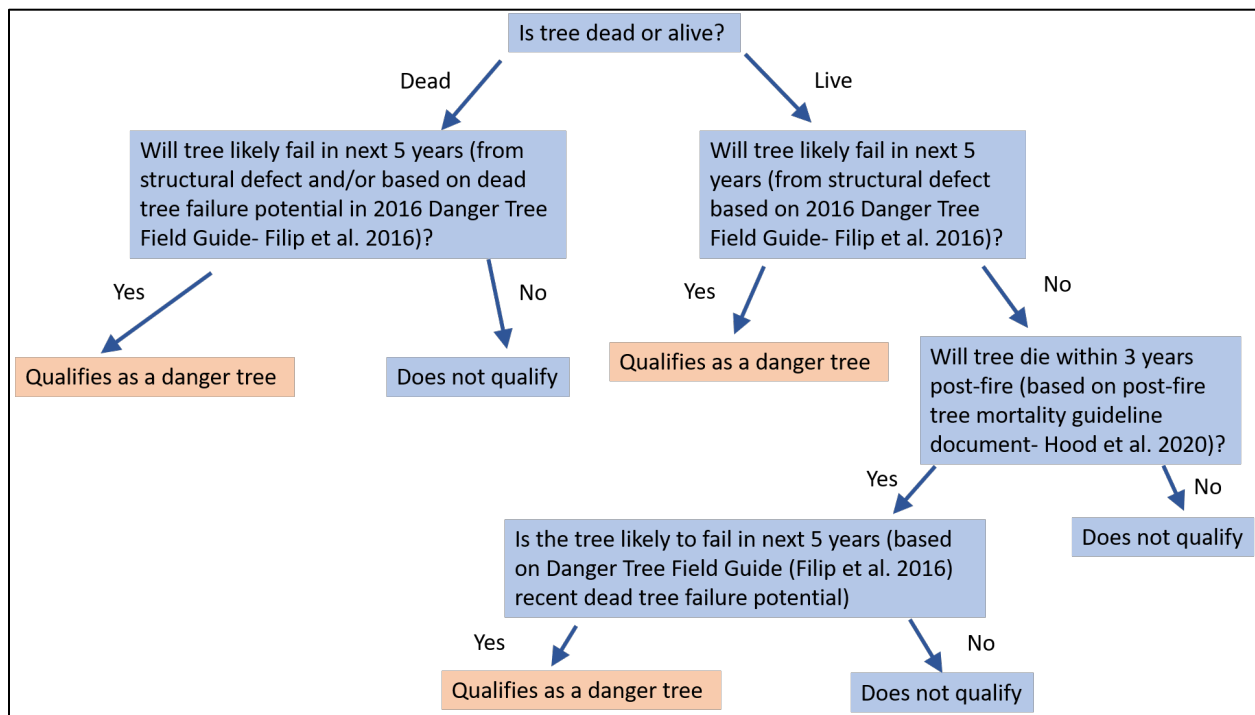 Is tree dead or alive?
Dead
Live
Will tree likely fail in next 5 years (from
structural defect and/or based on dead
tree failure potential in 2016 Danger Tree
Field Guide- Filip et al. 2016)?
Will tree likely fail in next 5
years (from structural defect
based on 2016 Danger Tree
Field Guide- Filip et al. 2016)?
Yes
No
Yes
No
Qualifies as a danger tree
Does not qualify
Qualifies as a danger tree
Will tree die within 3 years
post-fire (based on post-fire
tree mortality guideline
document- Hood et al. 2020)?
Yes
No
Is the tree likely to fail in next 5 years (based
on Danger Tree Field Guide (Filip et al. 2016)
recent dead tree failure potential)
Does not qualify
Yes
No
Qualifies as a danger tree
Does not qualify